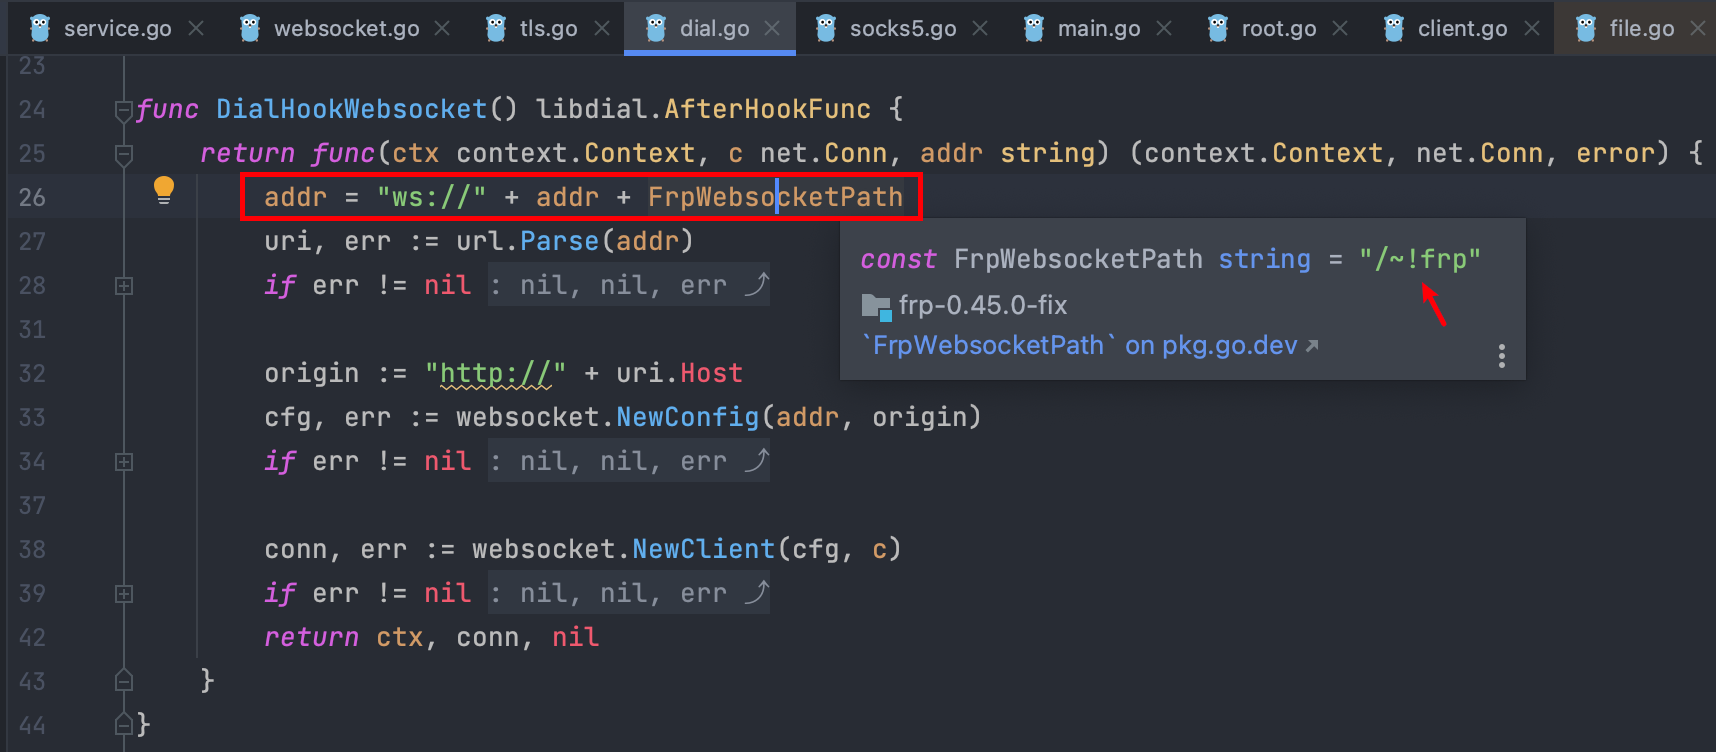 service.go websocket.go tls.go dial.go socks5.go main.go root.go client.go file.go
23
24 func DialHookWebsocket() libdial.AfterHookFunc {
25 return func(ctx context.Context, c net.Conn, addr string) (context.Context, net.Conn, error) {
26 addr = "ws://" + addr + FrpWebsocketPath
27 uri, err := url.Parse(addr)
const FrpWebsocketPath string = "/~!frp"
28 if err != nil : nil, nil, err
frp-0.45.0-fix
31
`FrpWebsocketPath` on pkg.go.dev
32 origin := "http://" + uri.Host
33 cfg, err := websocket.NewConfig(addr, origin)
34 if err != nil : nil, nil, err
37
38 conn, err := websocket.NewClient(cfg, c)
39 if err != nil : nil, nil, err
42 return ctx, conn, nil
43 }
44 }